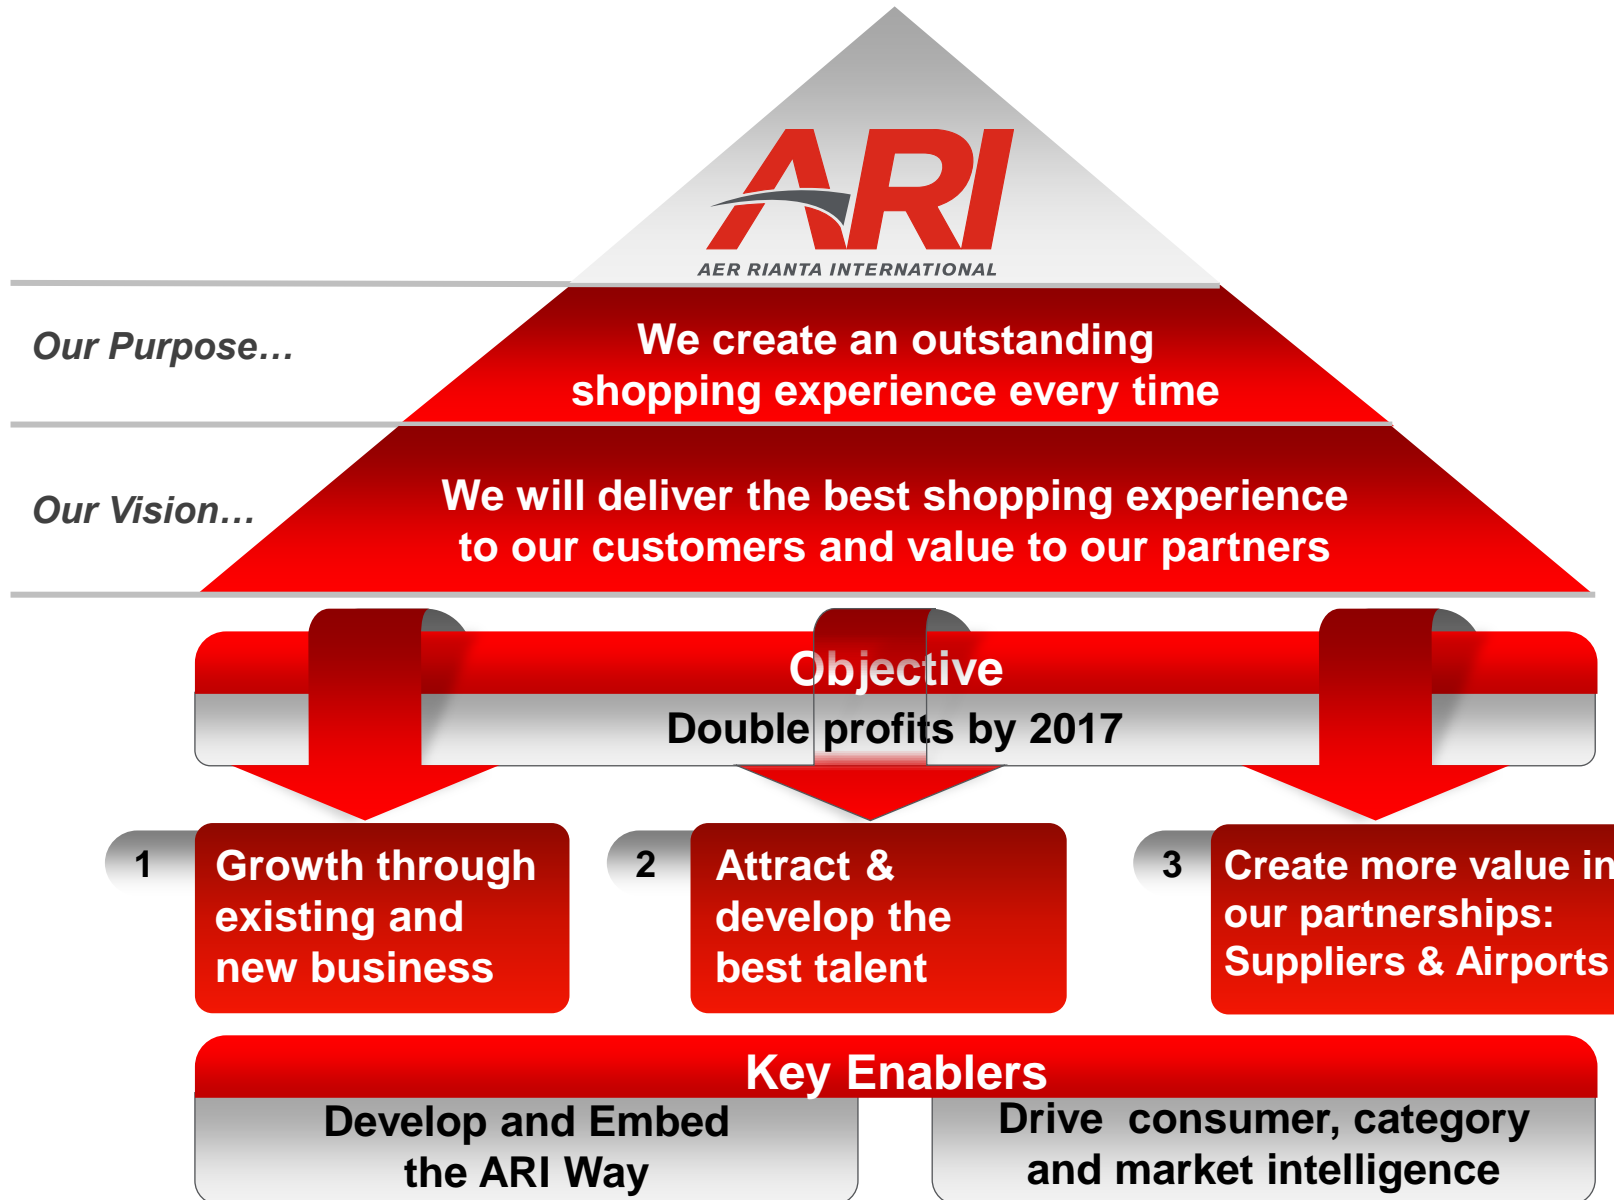 ARI
AER RIANTA INTERNATIONAL
Our Purpose…
We create an outstanding
shopping experience every time
Our Vision…
We will deliver the best shopping experience
to our customers and value to our partners
Objective
Double profits by 2017
1
Growth through
existing and
new business
2
Attract &
develop the
best talent
3
Create more value in
our partnerships:
Suppliers & Airports
Key Enablers
Develop and Embed
the ARI Way
Drive consumer, category
and market intelligence